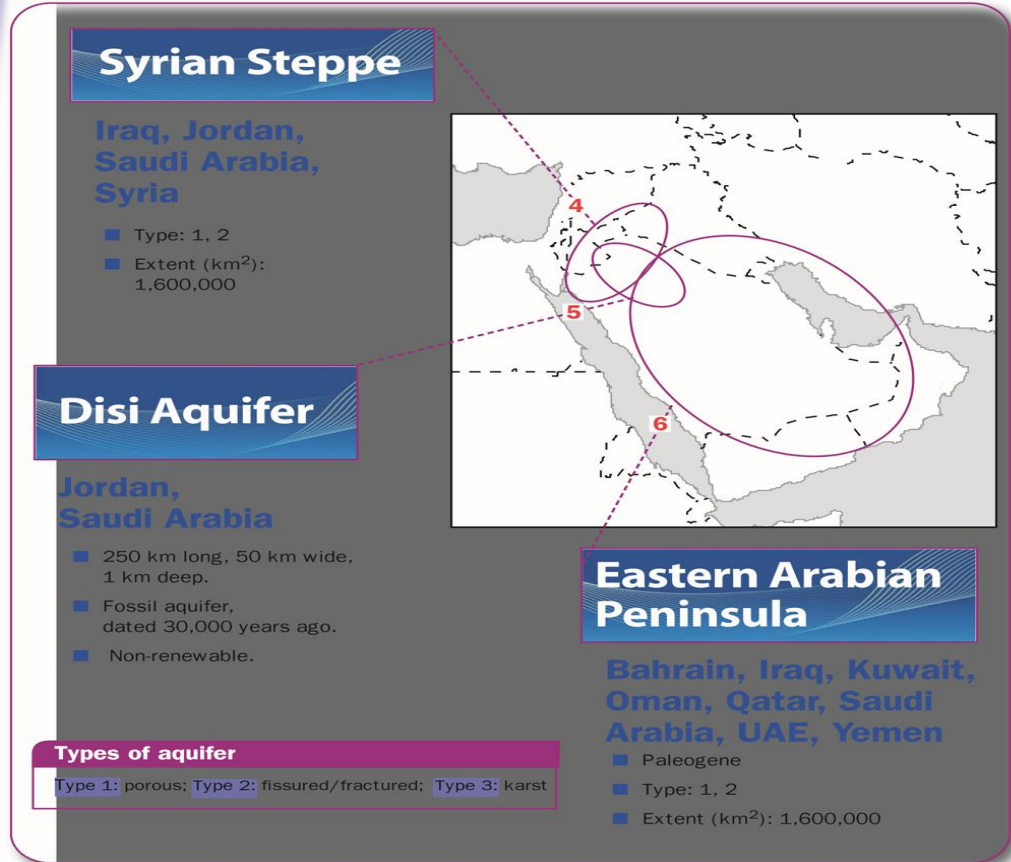 Syrian Steppe
Iraq, Jordan,
Saudi Arabia,
Syria
Type: 1, 2
Extent (km²):
1,600,000
4
5
6
Disi Aquifer
Jordan,
Saudi Arabia
250 km long, 50 km wide,
1 km deep.
Fossil aquifer,
dated 30,000 years ago.
Non-renewable.
Eastern Arabian
Peninsula
Bahrain, Iraq, Kuwait,
Oman, Qatar, Saudi
Arabia, UAE, Yemen
Paleogene
Type: 1, 2
Extent (km²): 1,600,000
Types of aquifer
Type 1: porous; Type 2: fissured/fractured; Type 3: karst